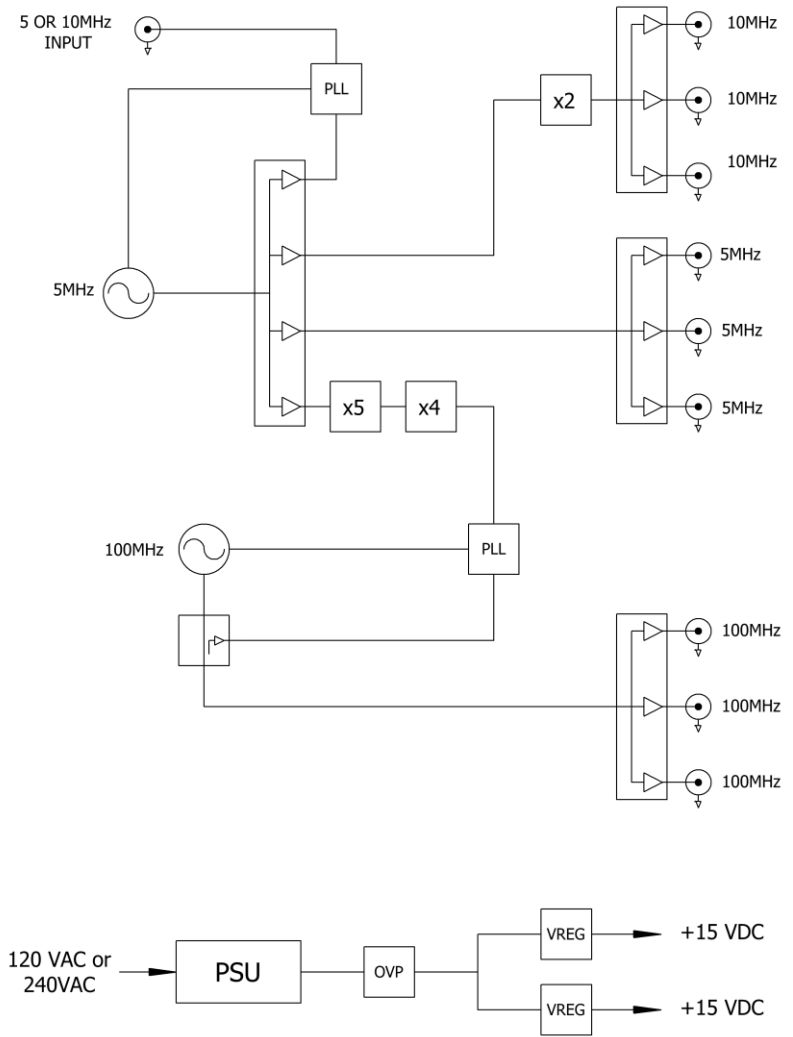 5 OR 10MHz
INPUT
PLL
10MHz
x2
10MHz
10MHz
5MHz
5MHz
5MHz
x5
x4
5MHz
100MHz
PLL
100MHz
100MHz
100MHz
120 VAC or
240VAC
PSU
OVP
VREG
+15 VDC
VREG
+15 VDC